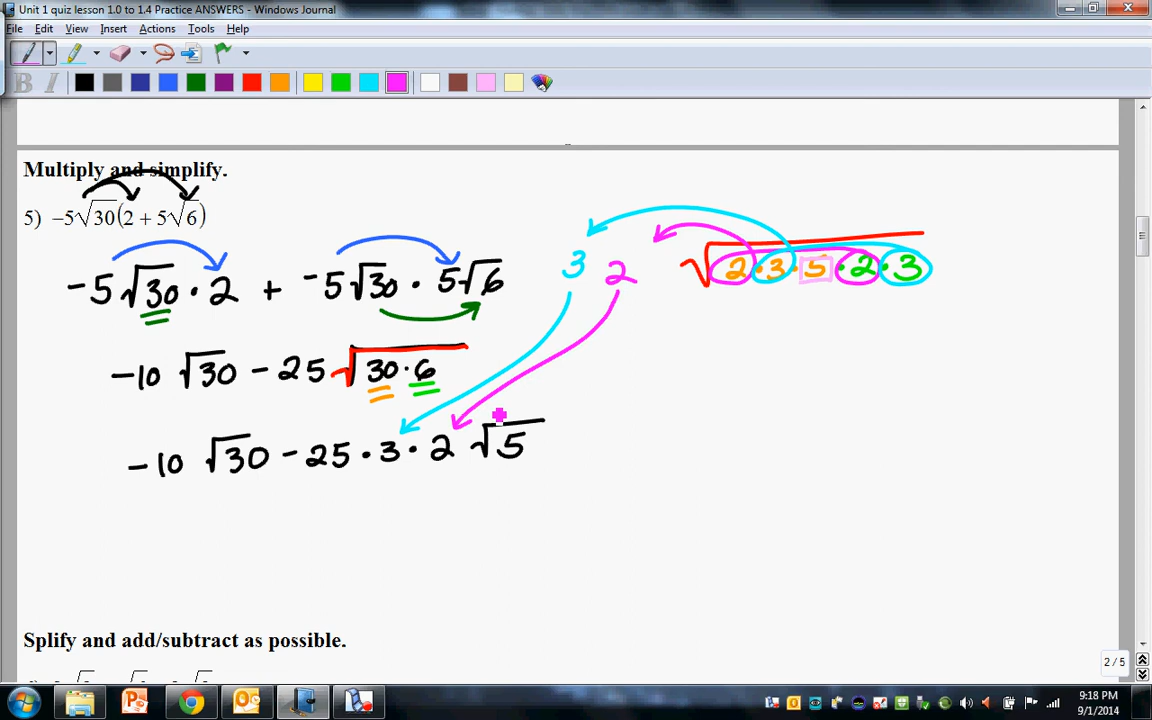 Unit 1 quiz lesson 1.0 to 1.4 Practice ANSWERS - Windows Journal
File Edit View Insert Actions Tools Help
B I
Multiply and simplify.
5) −5√30(2 + 5√6)
-5√30 · 2 + -5√30 · 5√6
3 2 √2·3·5·2·3
-10 √30 - 25 √30·6
-10 √30 - 25 · 3 · 2 √5
Splify and add/subtract as possible.
2 / 5
9:18 PM
9/1/2014